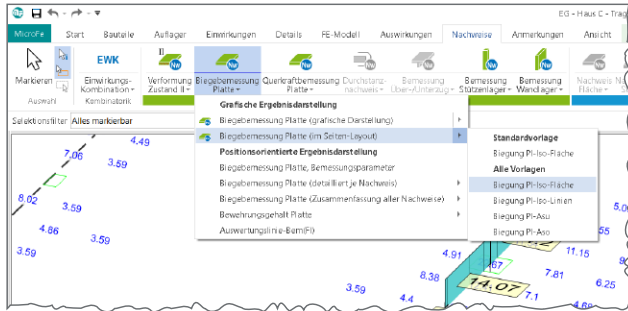 EG - Haus C - Trag
MicroFe Start Bauteile Auflager Einwirkungen Details FE-Modell Auswirkungen Nachweise Anmerkungen Ansicht
EWK
Markieren
Einwirkungs-
Kombination
Verformung
Zustand II
Biegebemessung
Platte
Querkraftbemessung
Platte
Durchstanz-
nachweis
Bemessung
Über-/Unterzug
Bemessung
Stützenlager
Bemessung
Wandlager
Nachweis
Fläche
Auswahl
Kombinatorik
Selektionsfilter Alles markierbar
Grafische Ergebnisdarstellung
Biegebemessung Platte (grafische Darstellung)
Biegebemessung Platte (im Seiten-Layout)
Positionsorientierte Ergebnisdarstellung
Biegebemessung Platte, Bemessungsparameter
Biegebemessung Platte (detailliert je Nachweis)
Biegebemessung Platte (Zusammenfassung aller Nachweise)
Bewehrungsgehalt Platte
Auswertungslinie-Bem(Fl)
Standardvorlage
Biegung Pl-Iso-Fläche
Alle Vorlagen
Biegung Pl-Iso-Fläche
Biegung Pl-Iso-Linien
Biegung Pl-Asu
Biegung Pl-Aso
4.49
7.06
3.59
8.02
3.59
4.86
3.59
3.59
3.59
4.4
8.38
4.91
14.07
7.1
7.81
11.15
6.25